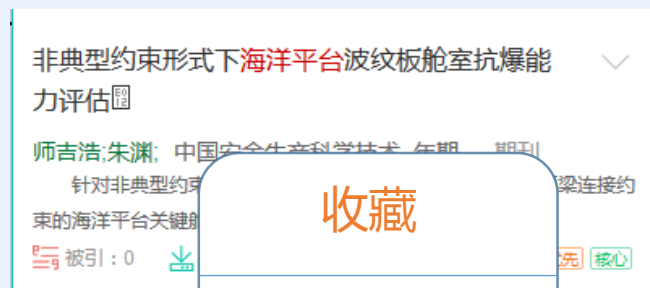 非典型约束形式下海洋平台波纹板舱室抗爆能
力评估
师吉浩;朱渊; 中国安全生产科学技术 年期 期刊
针对非典型约束 梁连接约
束的海洋平台关键
收藏
被引：0 先 核心